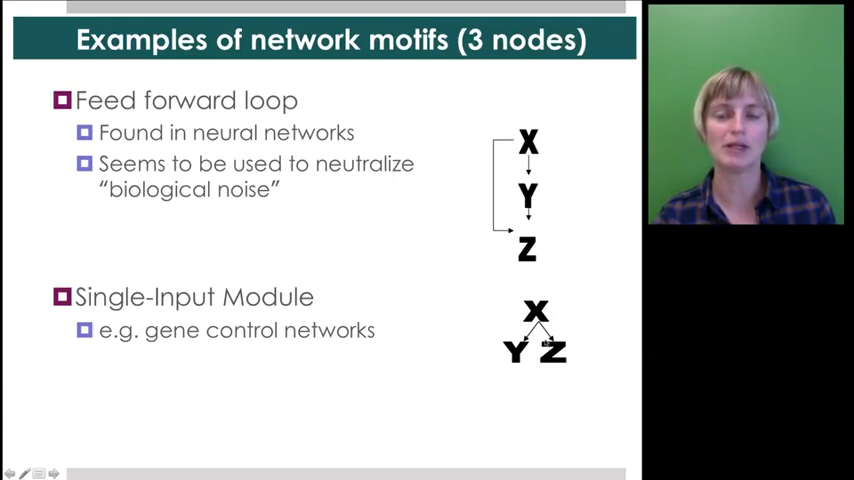 Examples of network motifs (3 nodes)
Feed forward loop
Found in neural networks
Seems to be used to neutralize
“biological noise”
X
Y
Z
Single-Input Module
e.g. gene control networks
X
Y Z